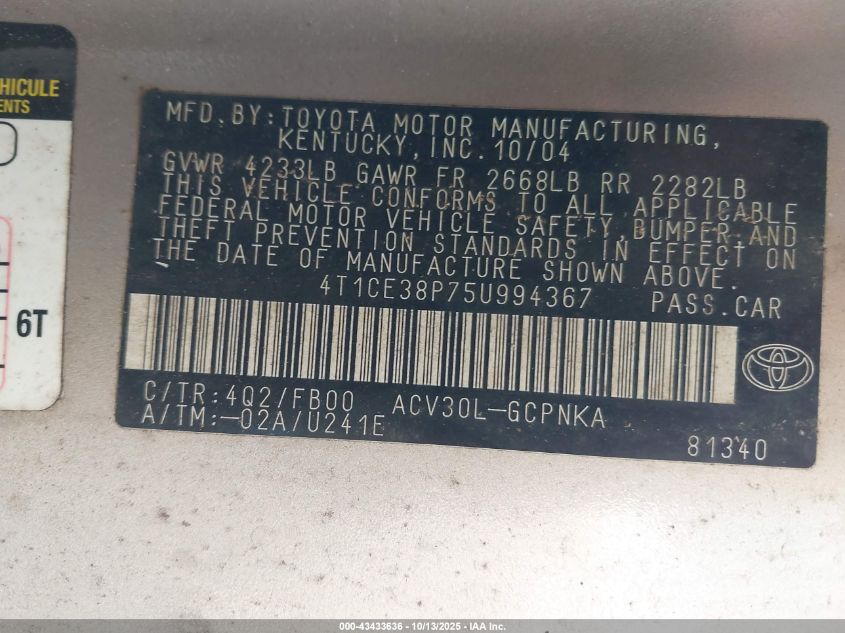 HICULE
ENTS
6T
MFD.BY:TOYOTA MOTOR MANUFACTURING,
KENTUCKY,INC.10/04
GVWR 4233LB GAWR FR 2668LB RR 2282LB
THIS VEHICLE CONFORMS TO ALL APPLICABLE
FEDERAL MOTOR VEHICLE SAFETY,BUMPER,AND
THEFT PREVENTION STANDARDS IN EFFECT ON
THE DATE OF MANUFACTURE SHOWN ABOVE.
4T1CE38P75U994367 PASS.CAR
C/TR:4Q2/FB00 ACV30L-GCPNKA
A/TM:-02A/U241E
81340
000-43433636 - 10/13/2025 - IAA Inc.